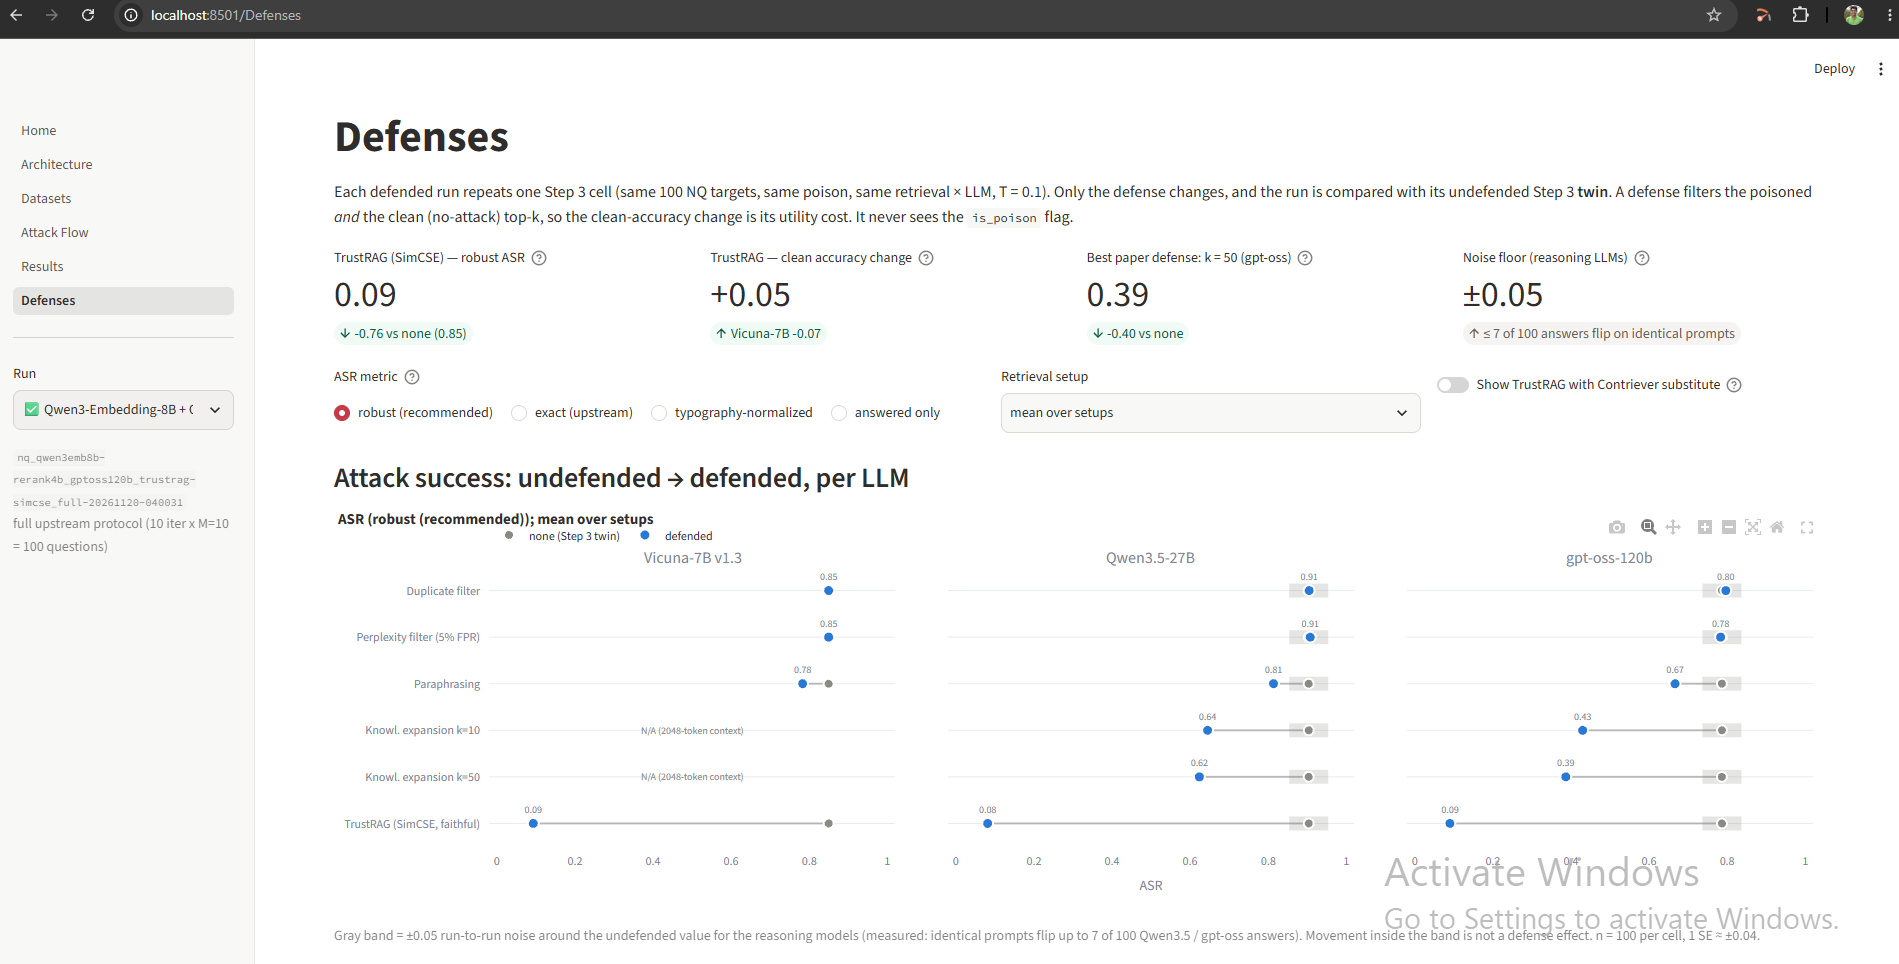 localhost:8501/Defenses
Deploy
Home
Architecture
Datasets
Attack Flow
Results
Defenses
Run
Qwen3-Embedding-8B + 
nq_qwen3emb8b-
rerank4b_gptoss120b_trustrag-
simcse_full-20261120-040031
full upstream protocol (10 iter x M=10
= 100 questions)
Defenses
Each defended run repeats one Step 3 cell (same 100 NQ targets, same poison, same retrieval × LLM, T = 0.1). Only the defense changes, and the run is compared with its undefended Step 3 twin. A defense filters the poisoned
and the clean (no-attack) top-k, so the clean-accuracy change is its utility cost. It never sees the is_poison flag.
TrustRAG (SimCSE) — robust ASR
0.09
↓ -0.76 vs none (0.85)
TrustRAG — clean accuracy change
+0.05
↑ Vicuna-7B -0.07
Best paper defense: k = 50 (gpt-oss)
0.39
↓ -0.40 vs none
Noise floor (reasoning LLMs)
±0.05
↑ ≤ 7 of 100 answers flip on identical prompts
ASR metric
robust (recommended) exact (upstream) typography-normalized answered only
Retrieval setup
mean over setups
Show TrustRAG with Contriever substitute
Attack success: undefended → defended, per LLM
ASR (robust (recommended)); mean over setups
none (Step 3 twin) defended
Vicuna-7B v1.3 Qwen3.5-27B gpt-oss-120b
Duplicate filter 0.85 0.91 0.80
Perplexity filter (5% FPR) 0.85 0.91 0.78
Paraphrasing 0.78 0.81 0.67
Knowl. expansion k=10 N/A (2048-token context) 0.64 0.43
Knowl. expansion k=50 N/A (2048-token context) 0.62 0.39
TrustRAG (SimCSE, faithful) 0.09 0.08 0.09
0 0.2 0.4 0.6 0.8 1 0 0.2 0.4 0.6 0.8 1 0 0.2 0.4 0.6 0.8 1
ASR
Activate Windows
Go to Settings to activate Windows.
Gray band = ±0.05 run-to-run noise around the undefended value for the reasoning models (measured: identical prompts flip up to 7 of 100 Qwen3.5 / gpt-oss answers). Movement inside the band is not a defense effect. n = 100 per cell, 1 SE ≈ ±0.04.